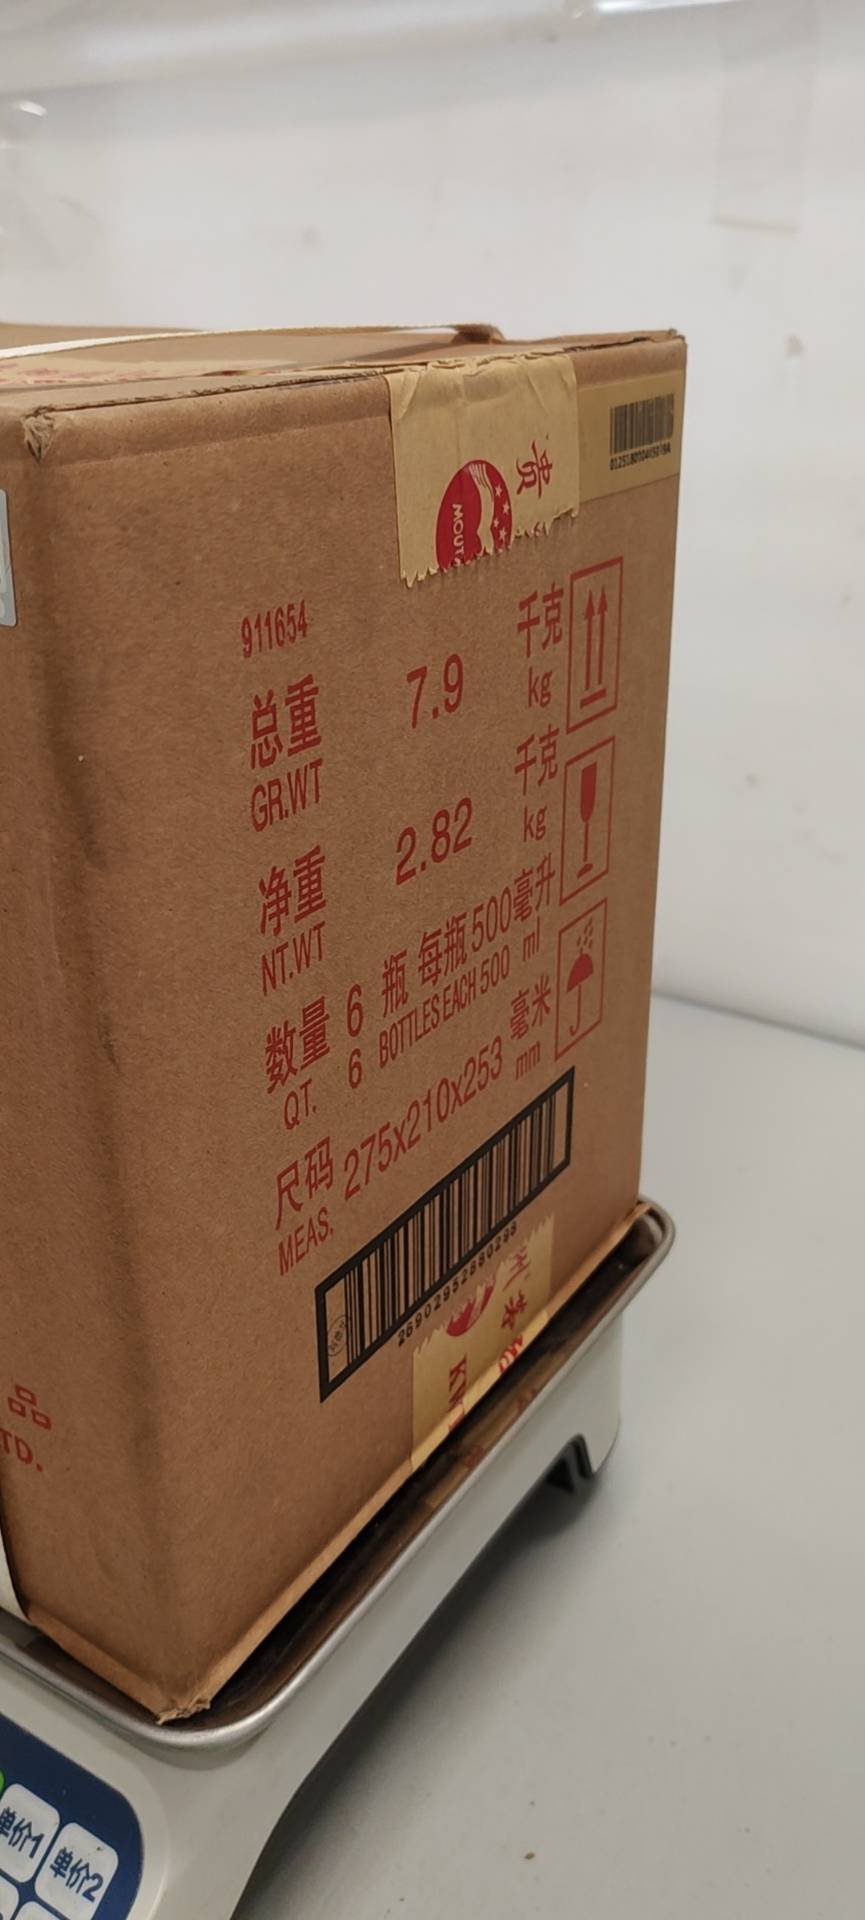 贵
MOUT
911654
总重 7.9 千克
GR.WT kg
净重 2.82 千克
NT.WT kg
数量 6 瓶 每瓶 500 毫升
QT. 6 BOTTLES EACH 500 ml
尺码 275x210x253 毫米
MEAS. mm
品
TD.
单价1
单价2